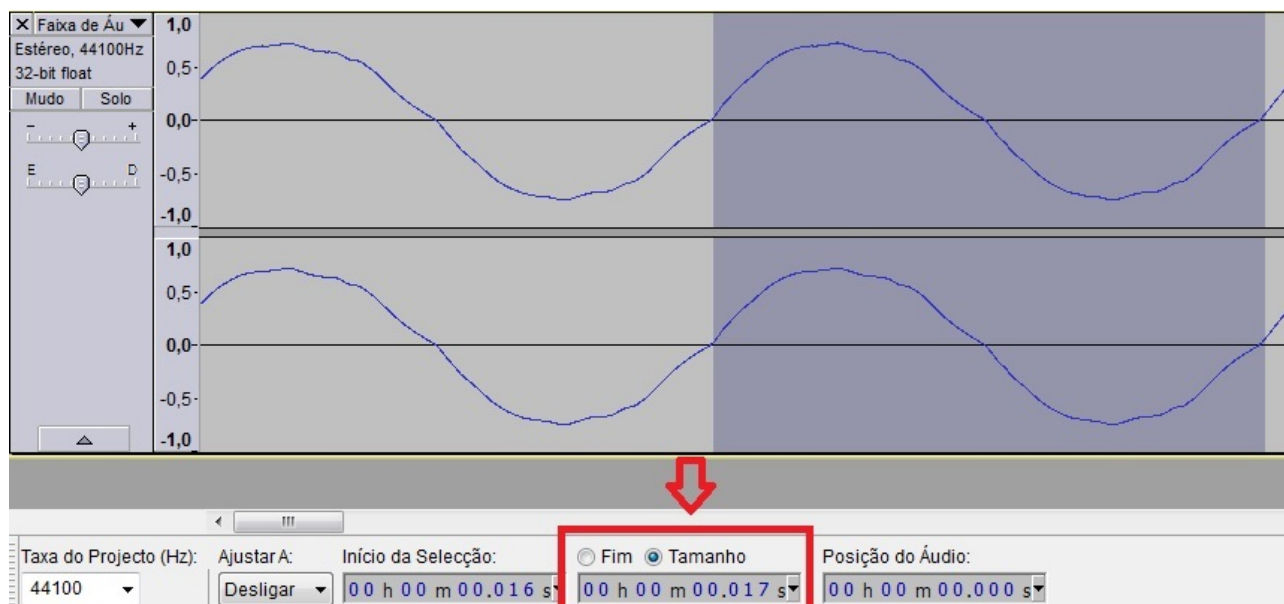 Faixa de Áu
Estéreo, 44100Hz
32-bit float
Mudo Solo
- +
E D
1,0
0,5
0,0
-0,5
-1,0
1,0
0,5
0,0
-0,5
-1,0
Taxa do Projecto (Hz): Ajustar A: Início da Selecção: Fim Tamanho Posição do Áudio:
44100 Desligar 00 h 00 m 00.016 s 00 h 00 m 00.017 s 00 h 00 m 00.000 s